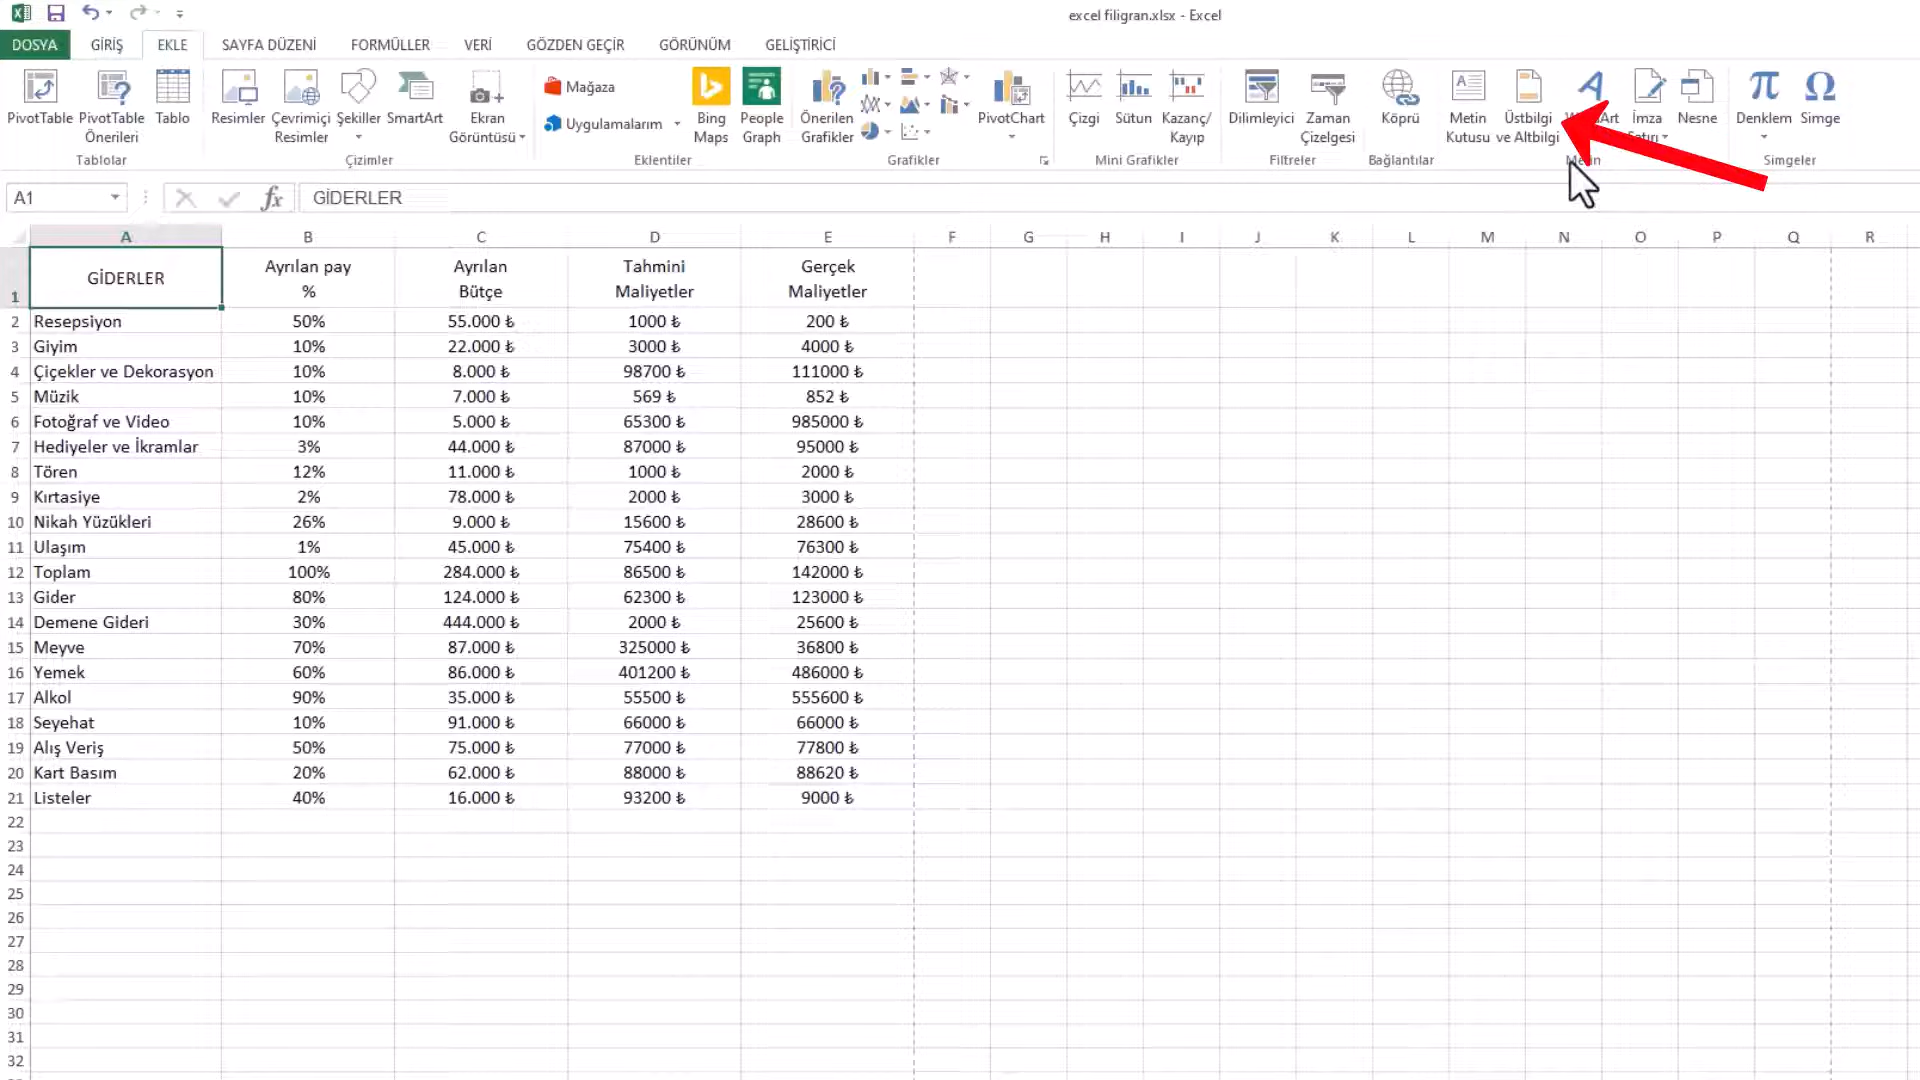 excel filigran.xlsx - Excel
DOSYA GİRİŞ EKLE SAYFA DÜZENİ FORMÜLLER VERİ GÖZDEN GEÇİR GÖRÜNÜM GELİŞTİRİCİ
PivotTable PivotTable Önerileri Tablo Resimler Çevrimiçi Resimler Şekiller SmartArt Ekran Görüntüsü Mağaza Uygulamalarım Bing Maps People Graph Önerilen Grafikler PivotChart Çizgi Sütun Kazanç/ Kayıp Dilimleyici Zaman Çizelgesi Köprü Metin Kutusu Üstbilgi ve Altbilgi İmza Nesne Denklem Simge
Tablolar Çizimler Eklentiler Grafikler Mini Grafikler Filtreler Bağlantılar Simgeler
A1 fx GİDERLER
A B C D E F G H I J K L M N O P Q R
1 GİDERLER Ayrılan pay % Ayrılan Bütçe Tahmini Maliyetler Gerçek Maliyetler
2 Resepsiyon 50% 55.000 ₺ 1000 ₺ 200 ₺
3 Giyim 10% 22.000 ₺ 3000 ₺ 4000 ₺
4 Çiçekler ve Dekorasyon 10% 8.000 ₺ 98700 ₺ 111000 ₺
5 Müzik 10% 7.000 ₺ 569 ₺ 852 ₺
6 Fotoğraf ve Video 10% 5.000 ₺ 65300 ₺ 985000 ₺
7 Hediyeler ve İkramlar 3% 44.000 ₺ 87000 ₺ 95000 ₺
8 Tören 12% 11.000 ₺ 1000 ₺ 2000 ₺
9 Kırtasiye 2% 78.000 ₺ 2000 ₺ 3000 ₺
10 Nikah Yüzükleri 26% 9.000 ₺ 15600 ₺ 28600 ₺
11 Ulaşım 1% 45.000 ₺ 75400 ₺ 76300 ₺
12 Toplam 100% 284.000 ₺ 86500 ₺ 142000 ₺
13 Gider 80% 124.000 ₺ 62300 ₺ 123000 ₺
14 Demene Gideri 30% 444.000 ₺ 2000 ₺ 25600 ₺
15 Meyve 70% 87.000 ₺ 325000 ₺ 36800 ₺
16 Yemek 60% 86.000 ₺ 401200 ₺ 486000 ₺
17 Alkol 90% 35.000 ₺ 55500 ₺ 555600 ₺
18 Seyehat 10% 91.000 ₺ 66000 ₺ 66000 ₺
19 Alış Veriş 50% 75.000 ₺ 77000 ₺ 77800 ₺
20 Kart Basım 20% 62.000 ₺ 88000 ₺ 88620 ₺
21 Listeler 40% 16.000 ₺ 93200 ₺ 9000 ₺
22
23
24
25
26
27
28
29
30
31
32